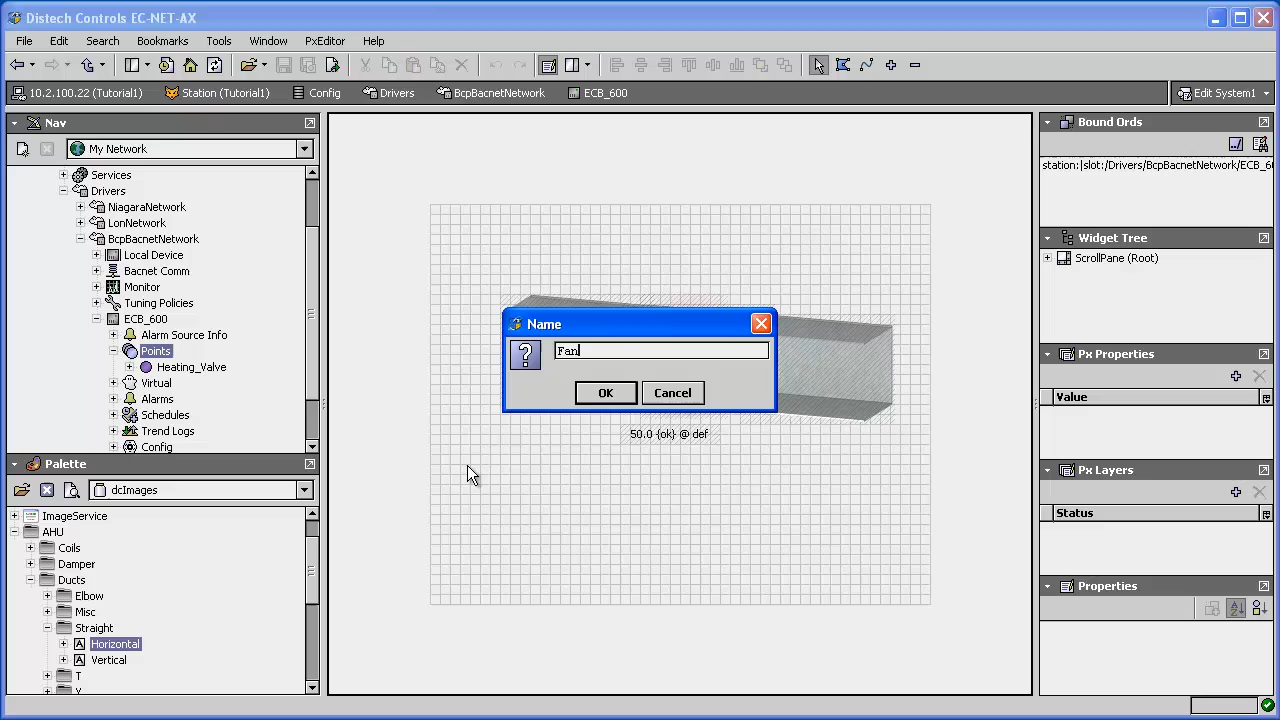 Distech Controls EC-NET-AX
File Edit Search Bookmarks Tools Window PxEditor Help
10.2.100.22 (Tutorial1) Station (Tutorial1) Config Drivers BcpBacnetNetwork ECB_600 Edit System1
Nav
My Network
Services
Drivers
NiagaraNetwork
LonNetwork
BcpBacnetNetwork
Local Device
Bacnet Comm
Monitor
Tuning Policies
ECB_600
Alarm Source Info
Points
Heating_Valve
Virtual
Alarms
Schedules
Trend Logs
Config
Palette
dcImages
ImageService
AHU
Coils
Damper
Ducts
Elbow
Misc
Straight
A Horizontal
A Vertical
T
Y
Name
Fan
OK Cancel
50.0 {ok} @ def
Bound Ords
station:|slot:/Drivers/BcpBacnetNetwork/ECB_6
Widget Tree
ScrollPane (Root)
Px Properties
Value
Px Layers
Status
Properties